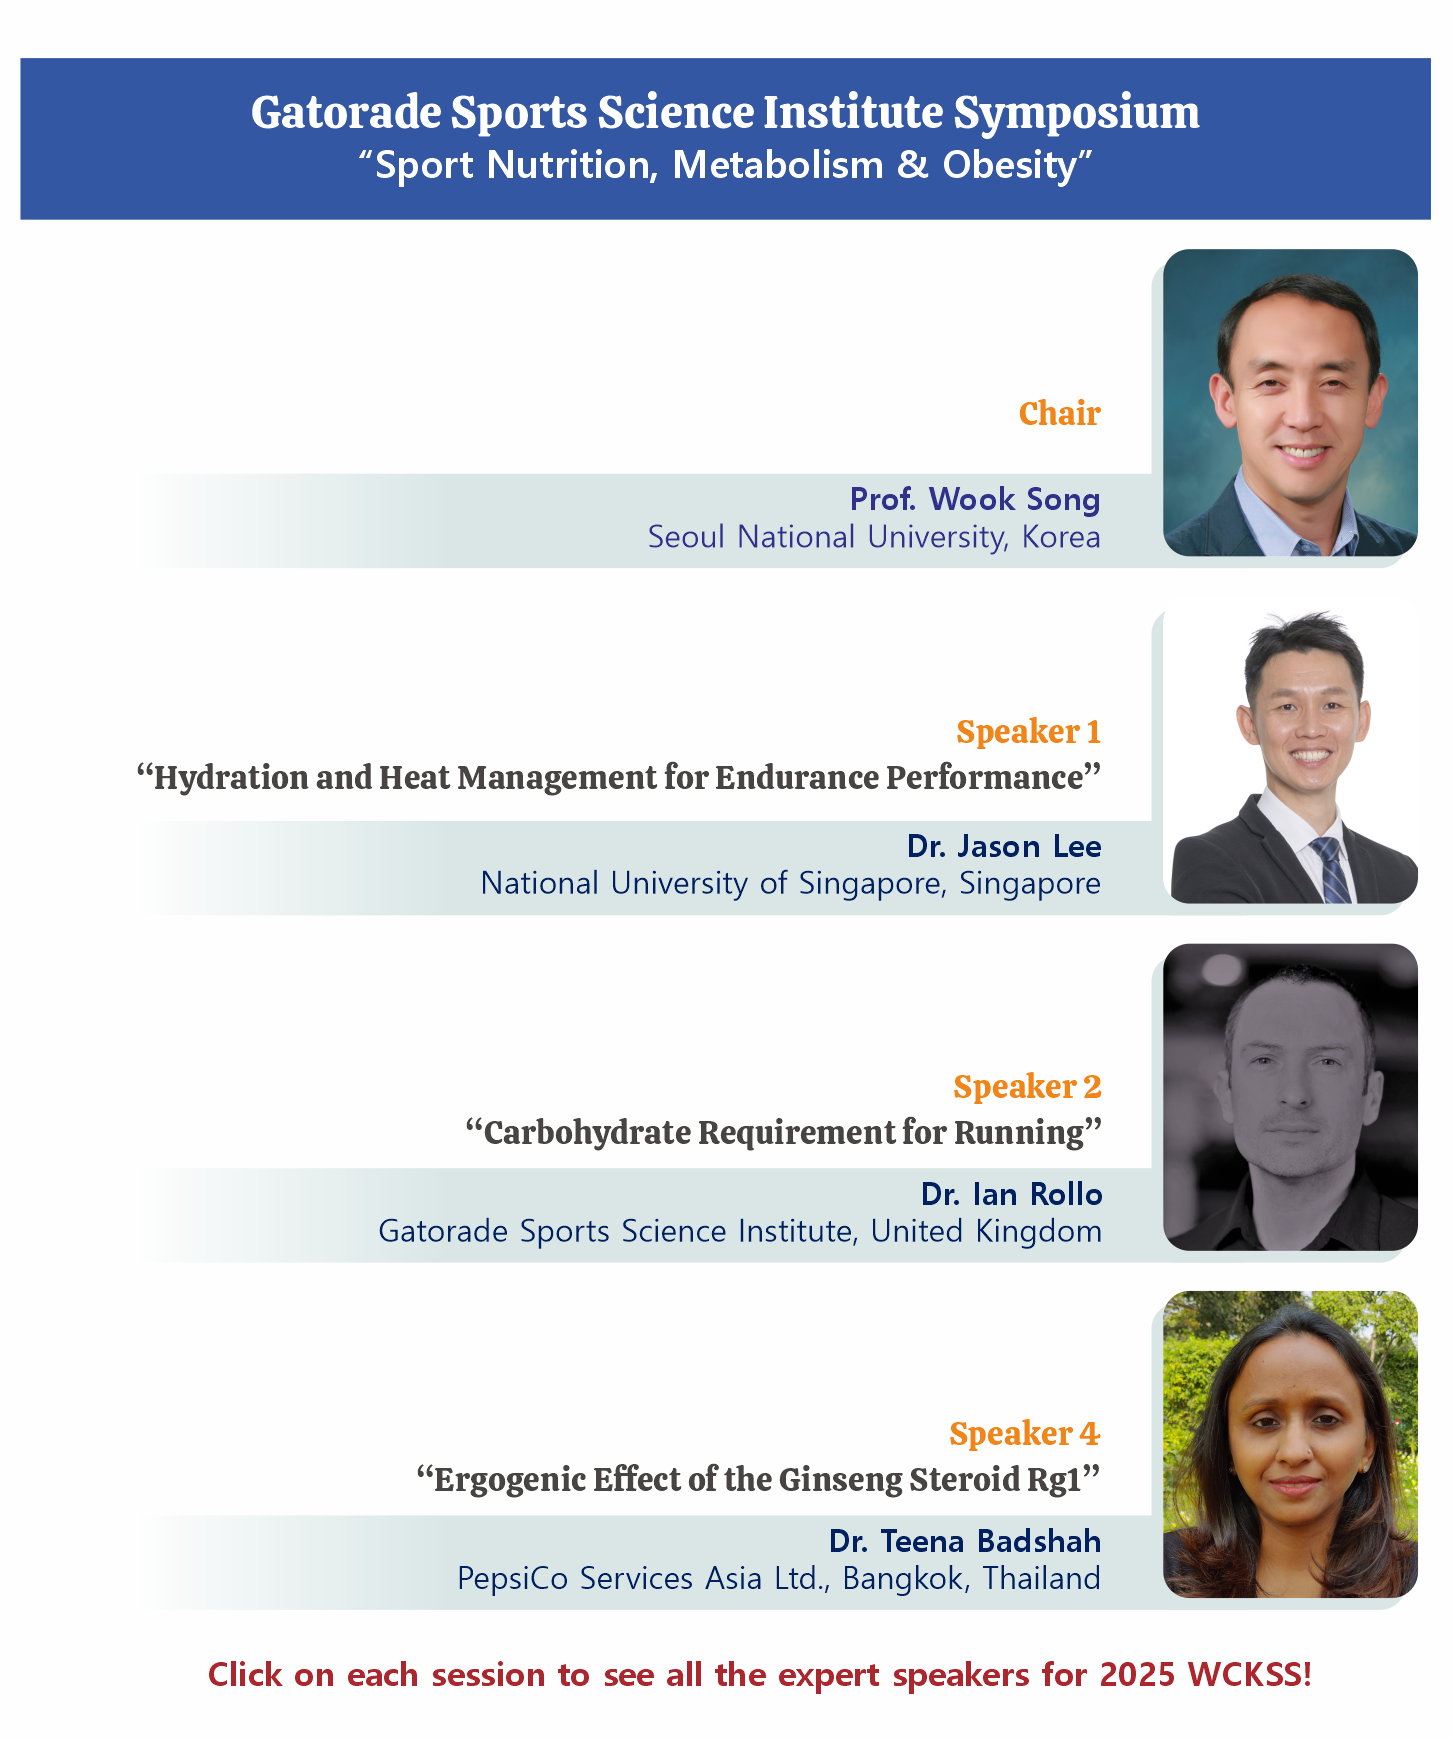 Gatorade Sports Science Institute Symposium
“Sport Nutrition, Metabolism & Obesity”
Chair
Prof. Wook Song
Seoul National University, Korea
Speaker 1
“Hydration and Heat Management for Endurance Performance”
Dr. Jason Lee
National University of Singapore, Singapore
Speaker 2
“Carbohydrate Requirement for Running”
Dr. Ian Rollo
Gatorade Sports Science Institute, United Kingdom
Speaker 4
“Ergogenic Effect of the Ginseng Steroid Rg1”
Dr. Teena Badshah
PepsiCo Services Asia Ltd., Bangkok, Thailand
Click on each session to see all the expert speakers for 2025 WCKSS!